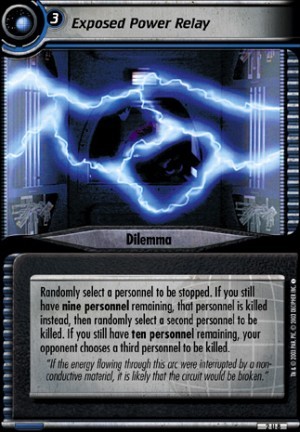 3
Exposed Power Relay
Dilemma
Randomly select a personnel to be stopped. If you still
have nine personnel remaining, that personnel is killed
instead, then randomly select a second personnel to be
killed. If you still have ten personnel remaining, your
opponent chooses a third personnel to be killed.
"If the energy flowing through this arc were interrupted by a non-
conductive material, it is likely that the circuit would be broken."